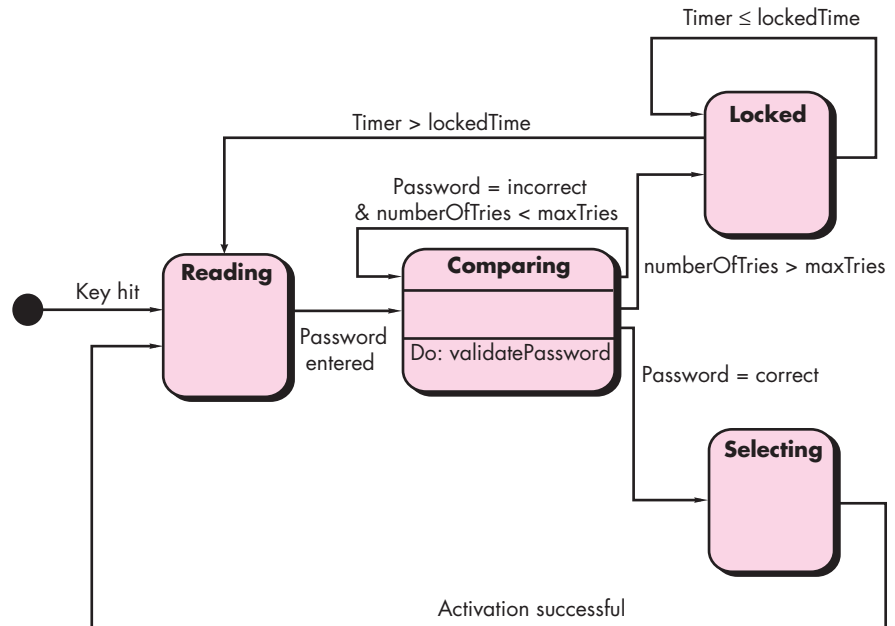 Timer ≤ lockedTime
Locked
Timer > lockedTime
Password = incorrect
& numberOfTries < maxTries
Reading
Comparing
numberOfTries > maxTries
Key hit
Password
entered
Do: validatePassword
Password = correct
Selecting
Activation successful